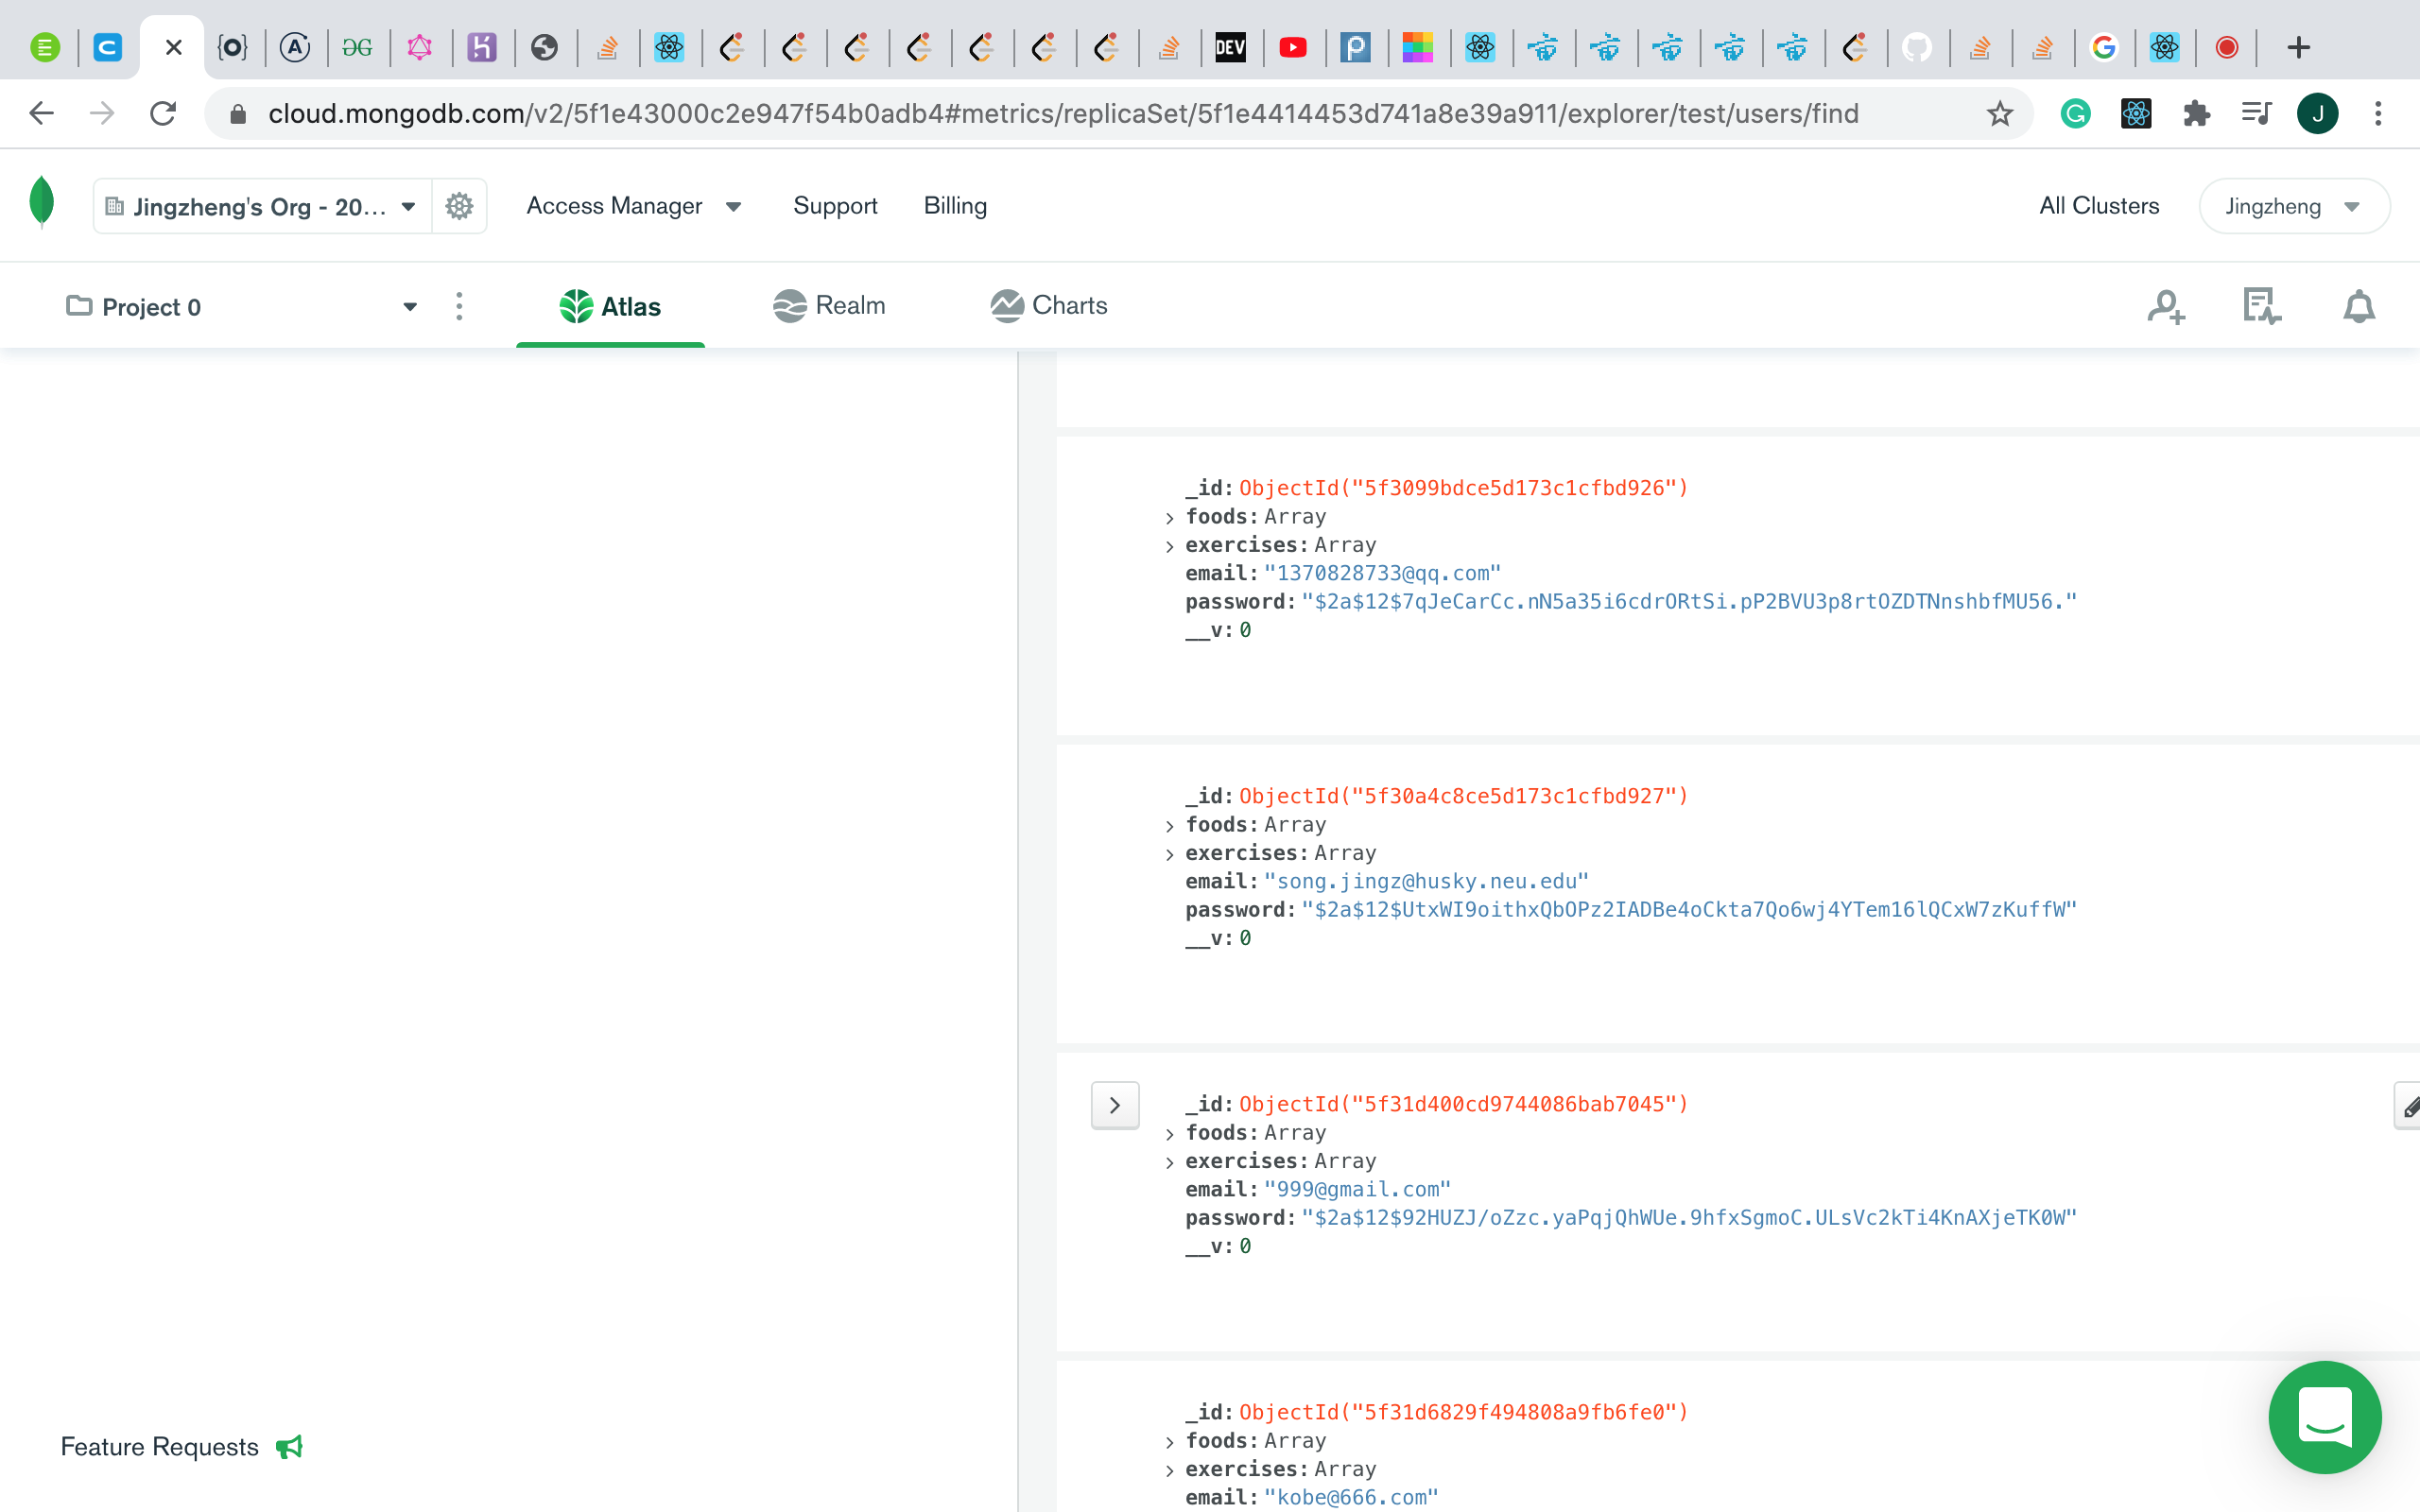 DEV
cloud.mongodb.com/v2/5f1e43000c2e947f54b0adb4#metrics/replicaSet/5f1e4414453d741a8e39a911/explorer/test/users/find
J
Jingzheng's Org - 20...
Access Manager
Support
Billing
All Clusters
Jingzheng
Project 0
Atlas
Realm
Charts
_id: ObjectId("5f3099bdce5d173c1cfbd926")
foods: Array
exercises: Array
email: "1370828733@qq.com"
password: "$2a$12$7qJeCarCc.nN5a35i6cdrORtSi.pP2BVU3p8rtOZDTNnshbfMU56."
__v: 0
_id: ObjectId("5f30a4c8ce5d173c1cfbd927")
foods: Array
exercises: Array
email: "song.jingz@husky.neu.edu"
password: "$2a$12$UtxWI9oithxQbOPz2IADBe4oCkta7Qo6wj4YTem16lQCxW7zKuffW"
__v: 0
_id: ObjectId("5f31d400cd9744086bab7045")
foods: Array
exercises: Array
email: "999@gmail.com"
password: "$2a$12$92HUZJ/oZzc.yaPqjQhWUe.9hfxSgmoC.ULsVc2kTi4KnAXjeTK0W"
__v: 0
_id: ObjectId("5f31d6829f494808a9fb6fe0")
foods: Array
exercises: Array
email: "kobe@666.com"
Feature Requests